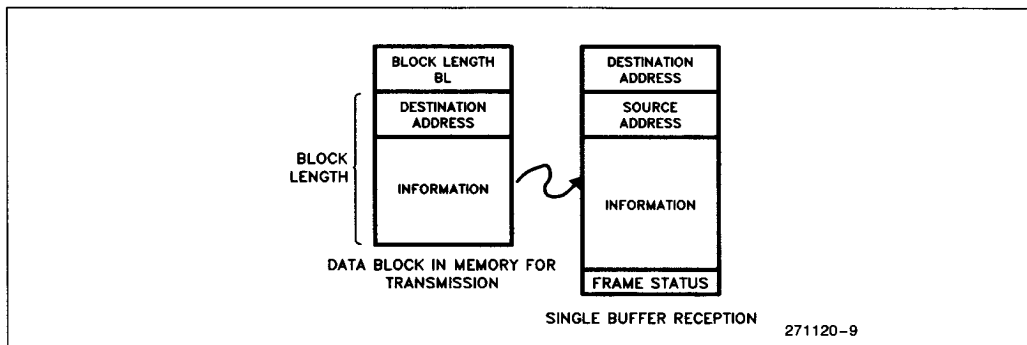 BLOCK LENGTH
BL
DESTINATION
ADDRESS
INFORMATION
BLOCK
LENGTH
DATA BLOCK IN MEMORY FOR
TRANSMISSION
DESTINATION
ADDRESS
SOURCE
ADDRESS
INFORMATION
FRAME STATUS
SINGLE BUFFER RECEPTION
271120-9